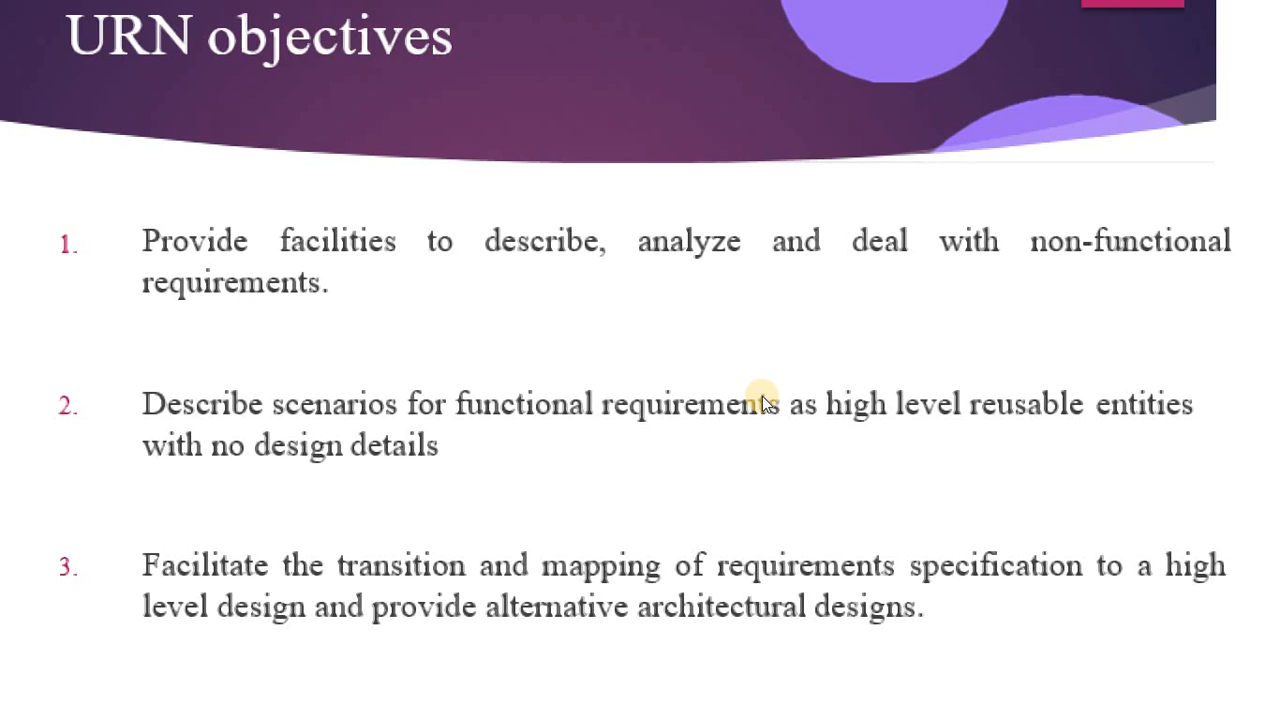 URN objectives
1. Provide facilities to describe, analyze and deal with non-functional
requirements.
2. Describe scenarios for functional requirements as high level reusable entities
with no design details
3. Facilitate the transition and mapping of requirements specification to a high
level design and provide alternative architectural designs.